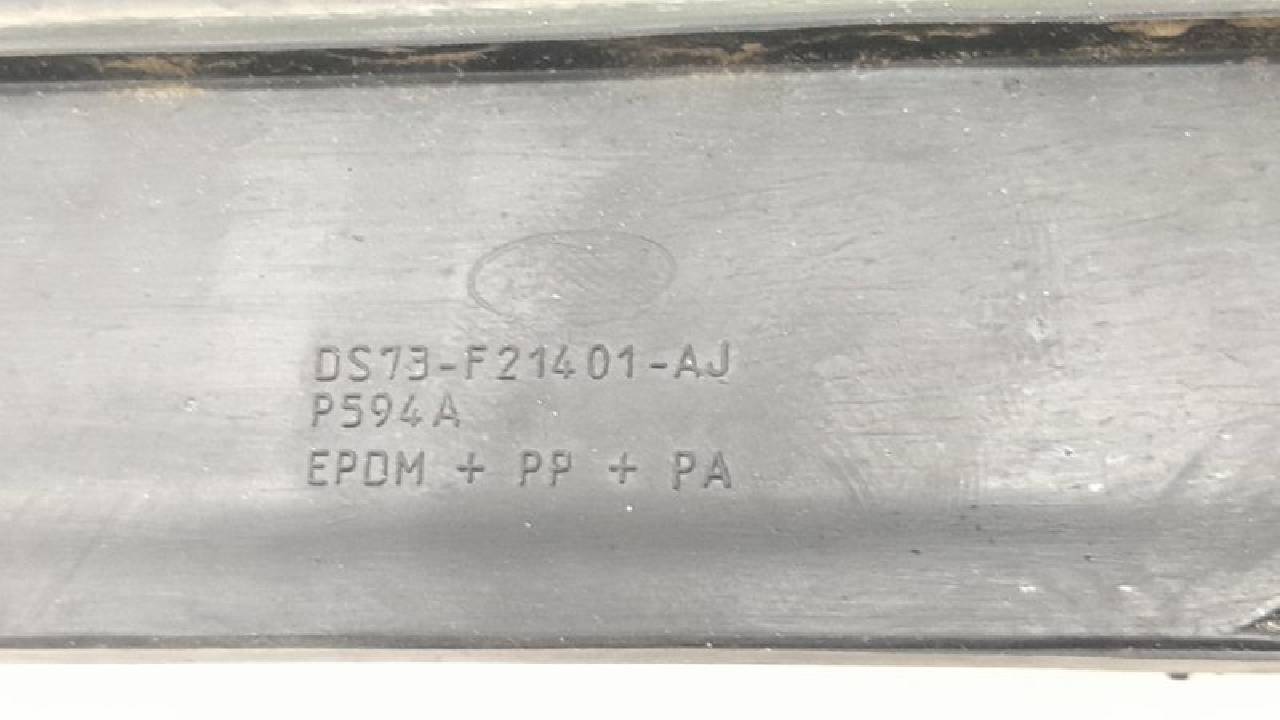 DS73-F21401-AJ
P594A
EPDM + PP + PA